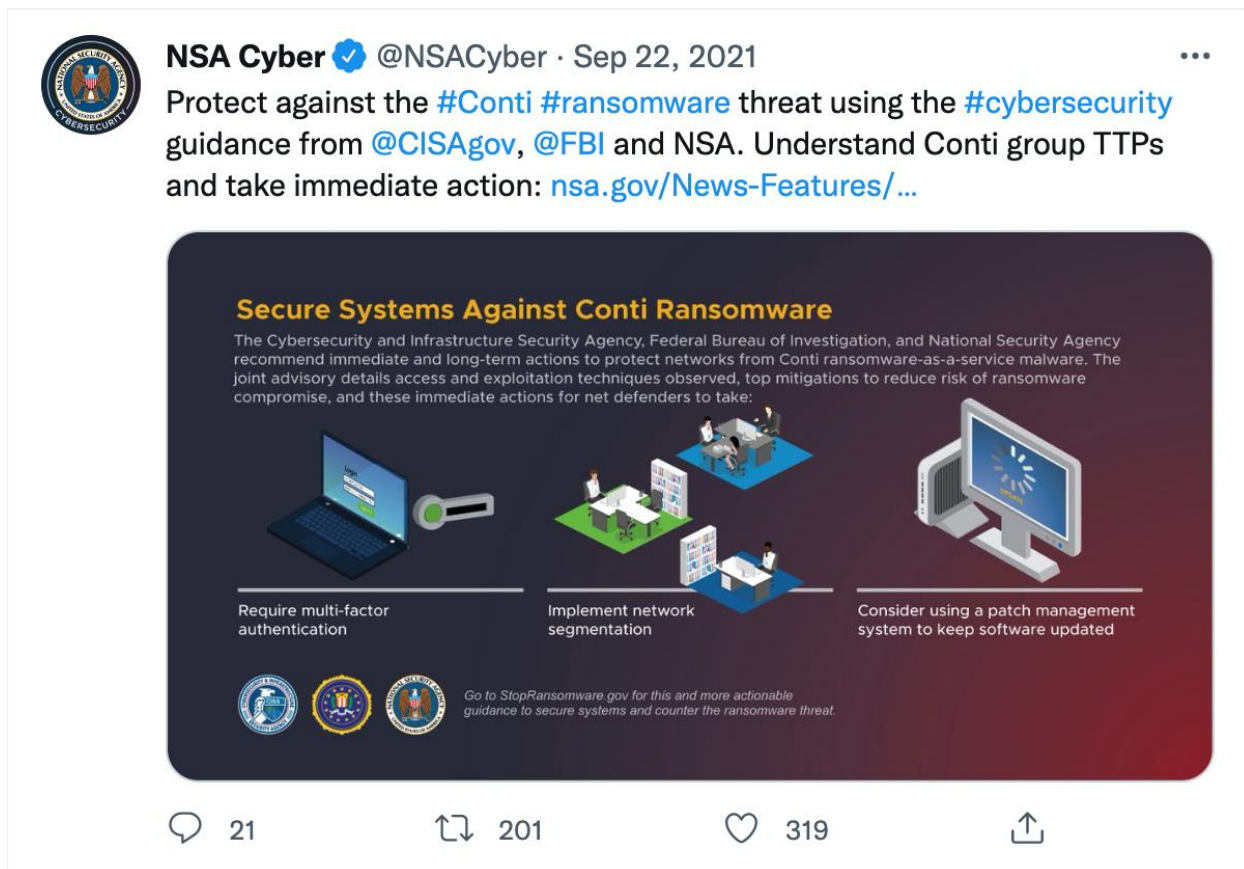 NSA Cyber @NSACyber · Sep 22, 2021
Protect against the #Conti #ransomware threat using the #cybersecurity
guidance from @CISAgov, @FBI and NSA. Understand Conti group TTPs
and take immediate action: nsa.gov/News-Features/...
Secure Systems Against Conti Ransomware
The Cybersecurity and Infrastructure Security Agency, Federal Bureau of Investigation, and National Security Agency
recommend immediate and long-term actions to protect networks from Conti ransomware-as-a-service malware. The
joint advisory details access and exploitation techniques observed, top mitigations to reduce risk of ransomware
compromise, and these immediate actions for net defenders to take:
login
UPDATE
Require multi-factor
authentication
Implement network
segmentation
Consider using a patch management
system to keep software updated
Go to StopRansomware.gov for this and more actionable
guidance to secure systems and counter the ransomware threat.
21 201 319